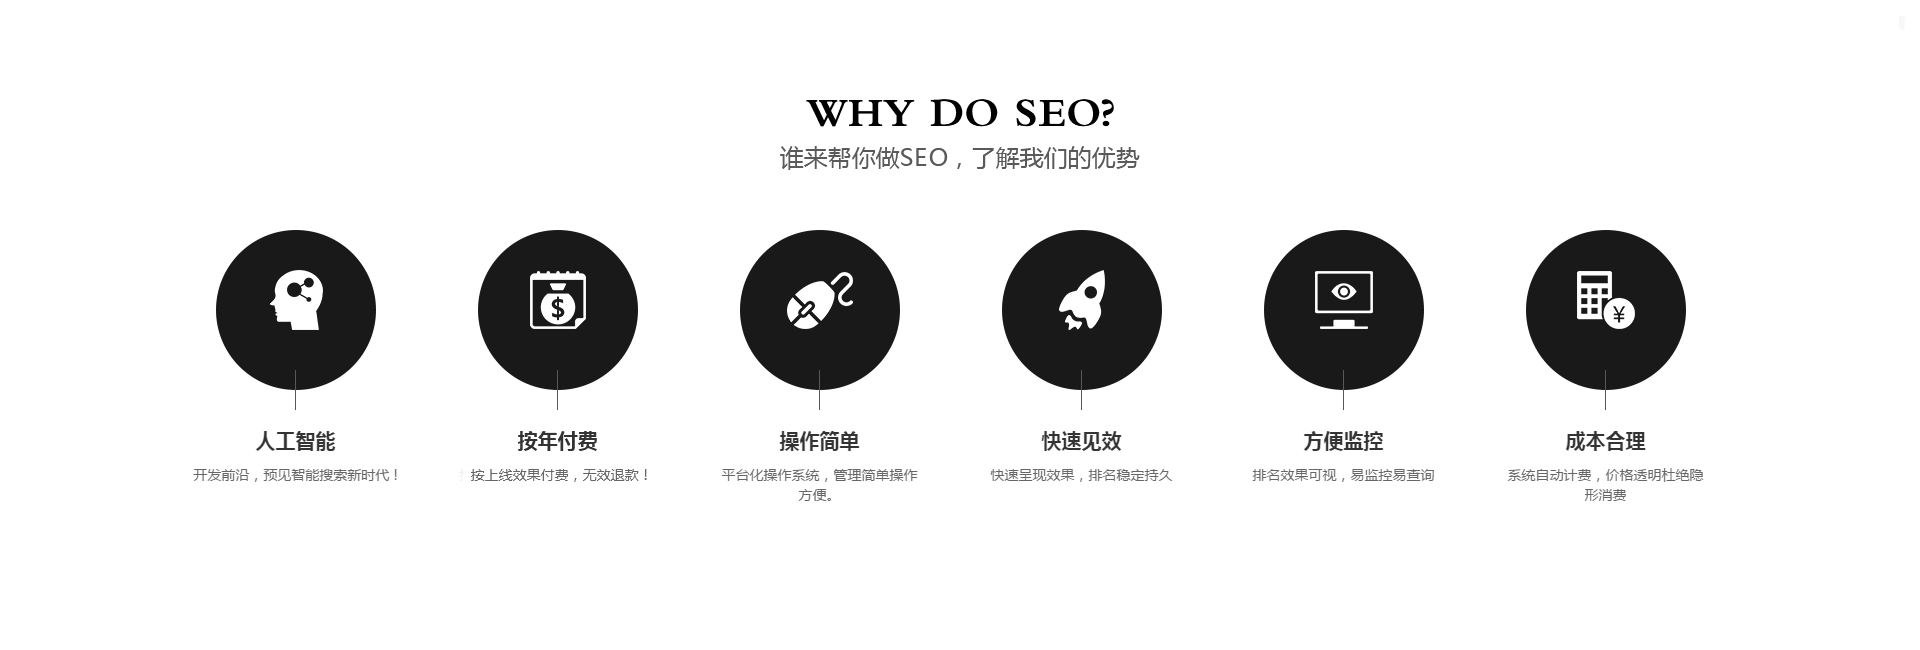 WHY DO SEO?
谁来帮你做SEO，了解我们的优势
$
¥
人工智能
按年付费
操作简单
快速见效
方便监控
成本合理
开发前沿，预见智能搜索新时代！
按上线效果付费，无效退款！
平台化操作系统，管理简单操作
方便。
快速呈现效果，排名稳定持久
排名效果可视，易监控易查询
系统自动计费，价格透明杜绝隐
形消费